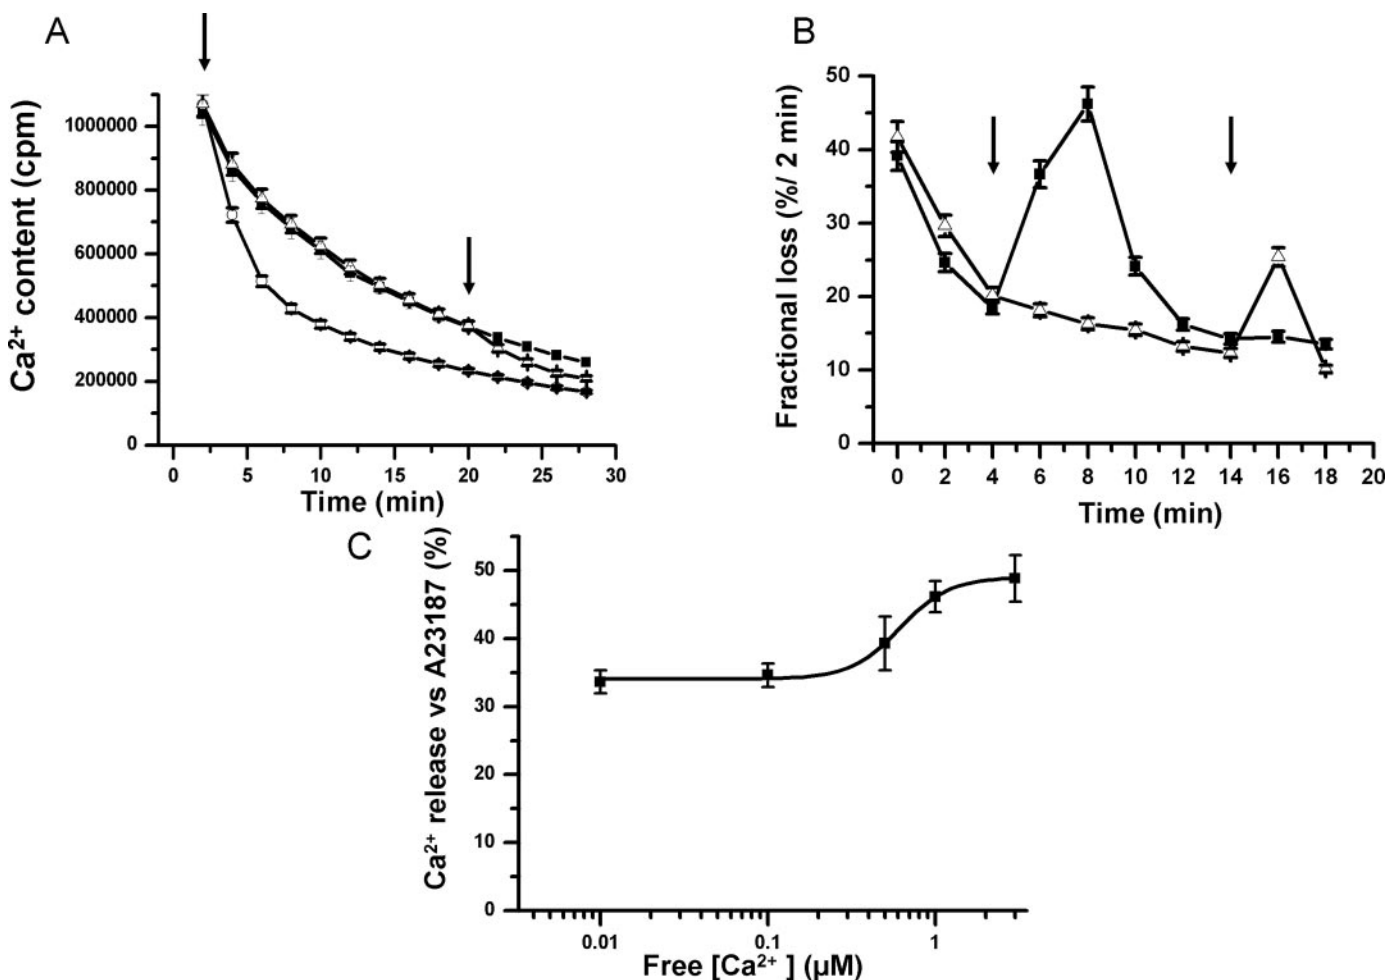 A
Ca²⁺ content (cpm)
1000000
800000
600000
400000
200000
0
0 5 10 15 20 25 30
Time (min)
B
Fractional loss (%/ 2 min)
50
40
30
20
10
0
0 2 4 6 8 10 12 14 16 18 20
Time (min)
C
Ca²⁺ release vs A23187 (%)
50
40
30
20
10
0
0.01 0.1 1
Free [Ca²⁺ ] (µM)